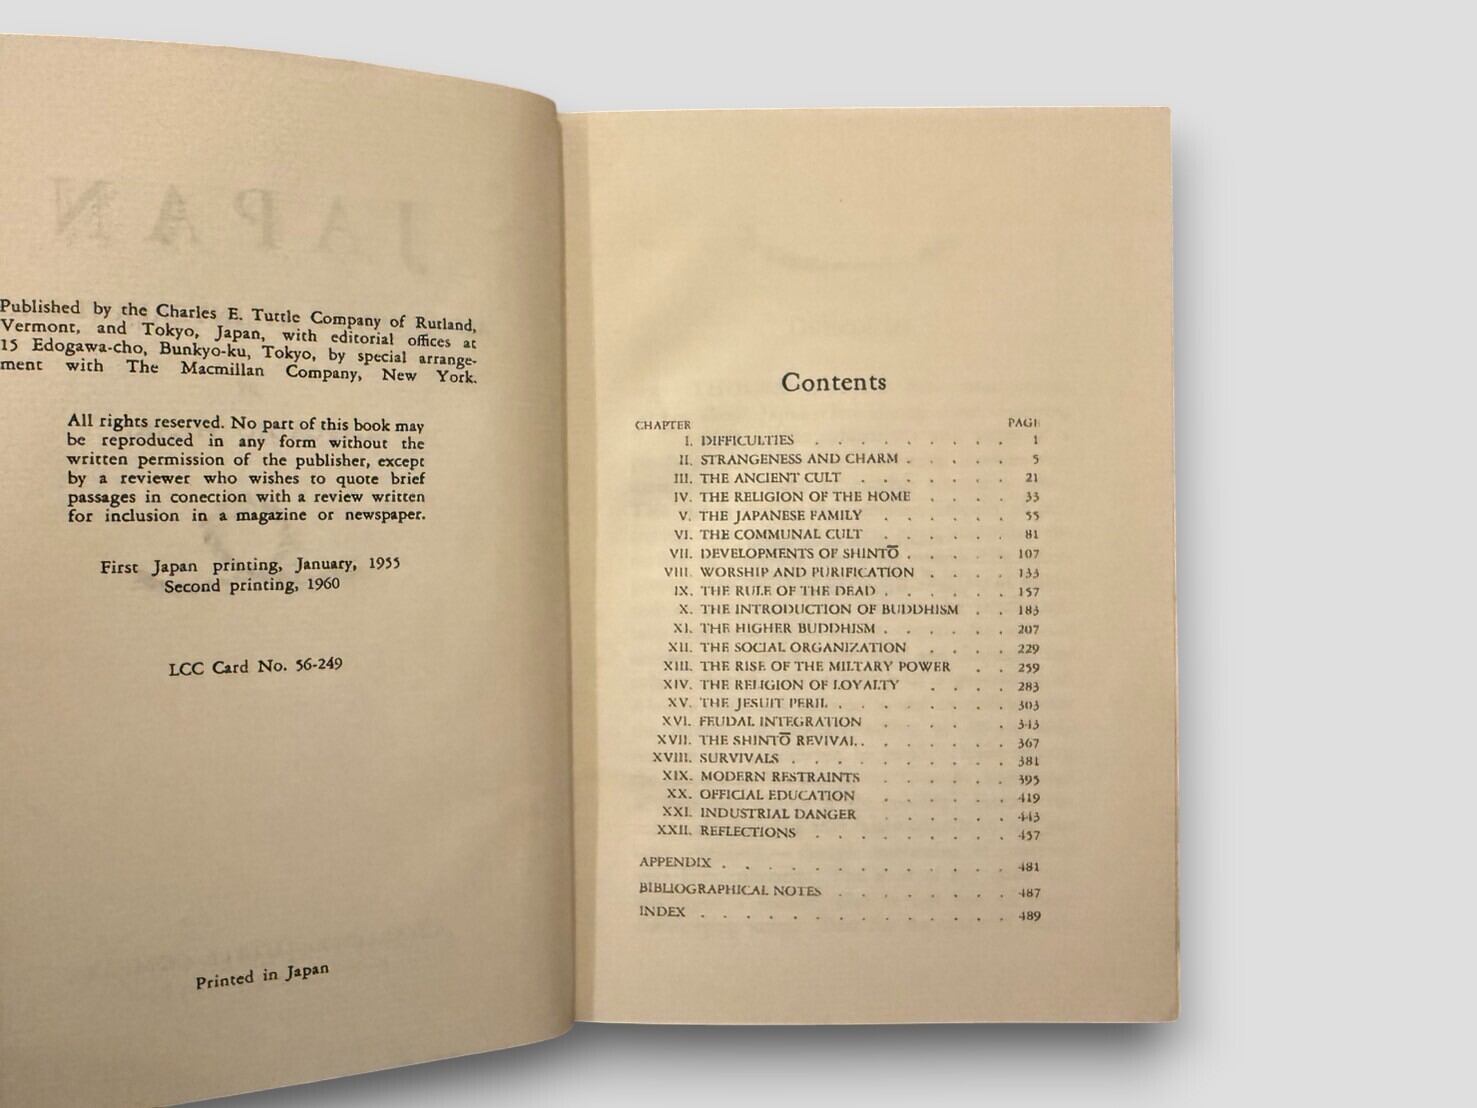 JAPAN
Published by the Charles E. Tuttle Company of Rutland,
Vermont, and Tokyo, Japan, with editorial offices at
15 Edogawa-cho, Bunkyo-ku, Tokyo, by special arrange-
ment with The Macmillan Company, New York.
All rights reserved. No part of this book may
be reproduced in any form without the
written permission of the publisher, except
by a reviewer who wishes to quote brief
passages in conection with a review written
for inclusion in a magazine or newspaper.
First Japan printing, January, 1955
Second printing, 1960
LCC Card No. 56-249
Printed in Japan
Contents
CHAPTER PAGE
I. DIFFICULTIES . . . . . . . . . 1
II. STRANGENESS AND CHARM . . . . . 5
III. THE ANCIENT CULT . . . . . . . 21
IV. THE RELIGION OF THE HOME . . . . 33
V. THE JAPANESE FAMILY . . . . . . 55
VI. THE COMMUNAL CULT . . . . . . 81
VII. DEVELOPMENTS OF SHINTŌ . . . . . 107
VIII. WORSHIP AND PURIFICATION . . . . 133
IX. THE RULE OF THE DEAD . . . . . . 157
X. THE INTRODUCTION OF BUDDHISM . . 183
XI. THE HIGHER BUDDHISM . . . . . . 207
XII. THE SOCIAL ORGANIZATION . . . . 229
XIII. THE RISE OF THE MILTARY POWER . . 259
XIV. THE RELIGION OF LOYALTY . . . . 283
XV. THE JESUIT PERIL . . . . . . . . 303
XVI. FEUDAL INTEGRATION . . . . . 343
XVII. THE SHINTŌ REVIVAL . . . . . . . 367
XVIII. SURVIVALS . . . . . . . . . . 381
XIX. MODERN RESTRAINTS . . . . . . 395
XX. OFFICIAL EDUCATION . . . . . . 419
XXI. INDUSTRIAL DANGER . . . . . . 443
XXII. REFLECTIONS . . . . . . . . . 457
APPENDIX . . . . . . . . . . . . . 481
BIBLIOGRAPHICAL NOTES . . . . . . . . 487
INDEX . . . . . . . . . . . . . . 489